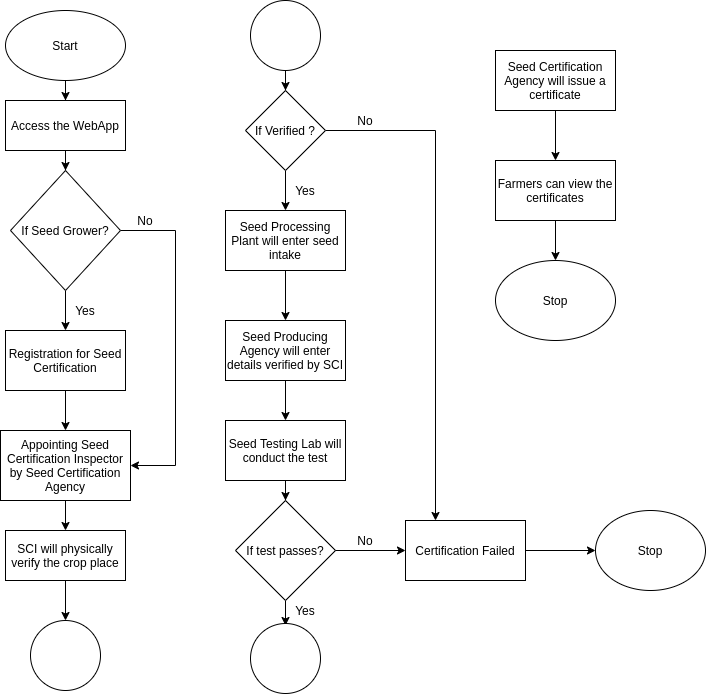 Start
Access the WebApp
If Seed Grower?
No
Yes
Registration for Seed
Certification
Appointing Seed
Certification Inspector
by Seed Certification
Agency
SCI will physically
verify the crop place
If Verified ?
No
Yes
Seed Processing
Plant will enter seed
intake
Seed Producing
Agency will enter
details verified by SCI
Seed Testing Lab will
conduct the test
If test passes?
No
Yes
Certification Failed
Stop
Seed Certification
Agency will issue a
certificate
Farmers can view the
certificates
Stop